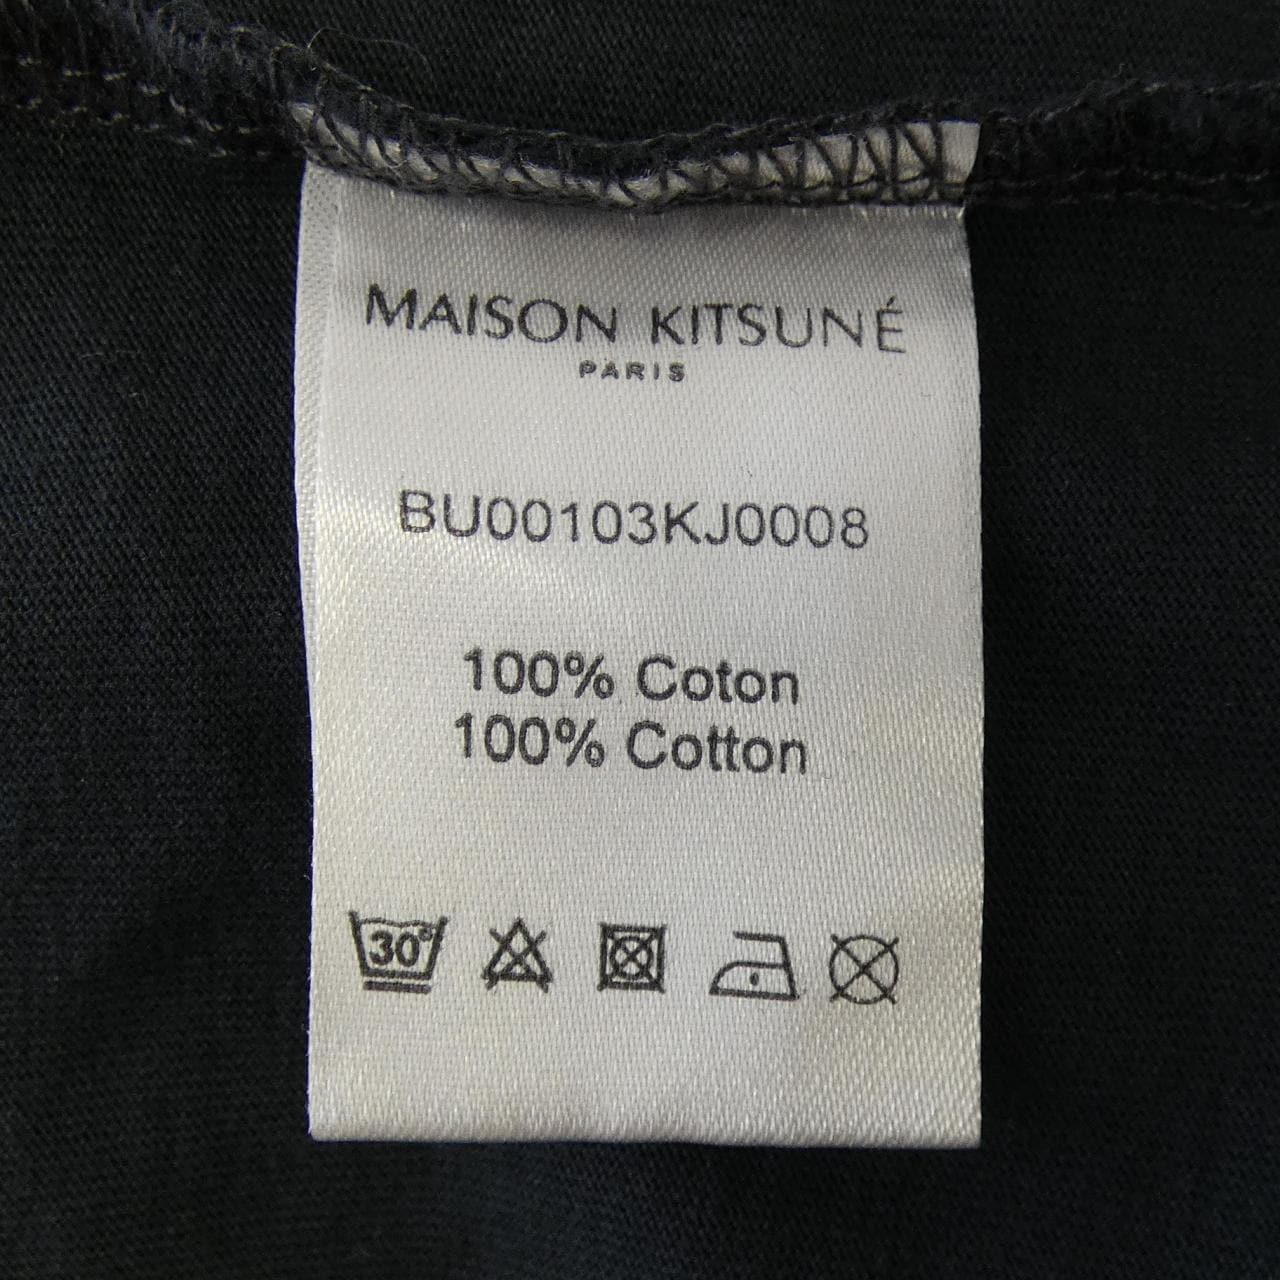 MAISON KITSUNÉ
PARIS
BU00103KJ0008
100% Coton
100% Cotton
30°